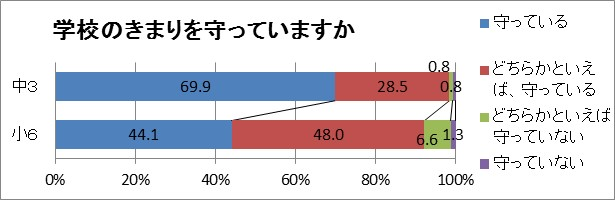 学校のきまりを守っていますか
中3
69.9
28.5
0.8
0.8
小6
44.1
48.0
6.6
1.3
0%
20%
40%
60%
80%
100%
守っている
どちらかといえ
ば、守っている
どちらかといえば
守っていない
守っていない